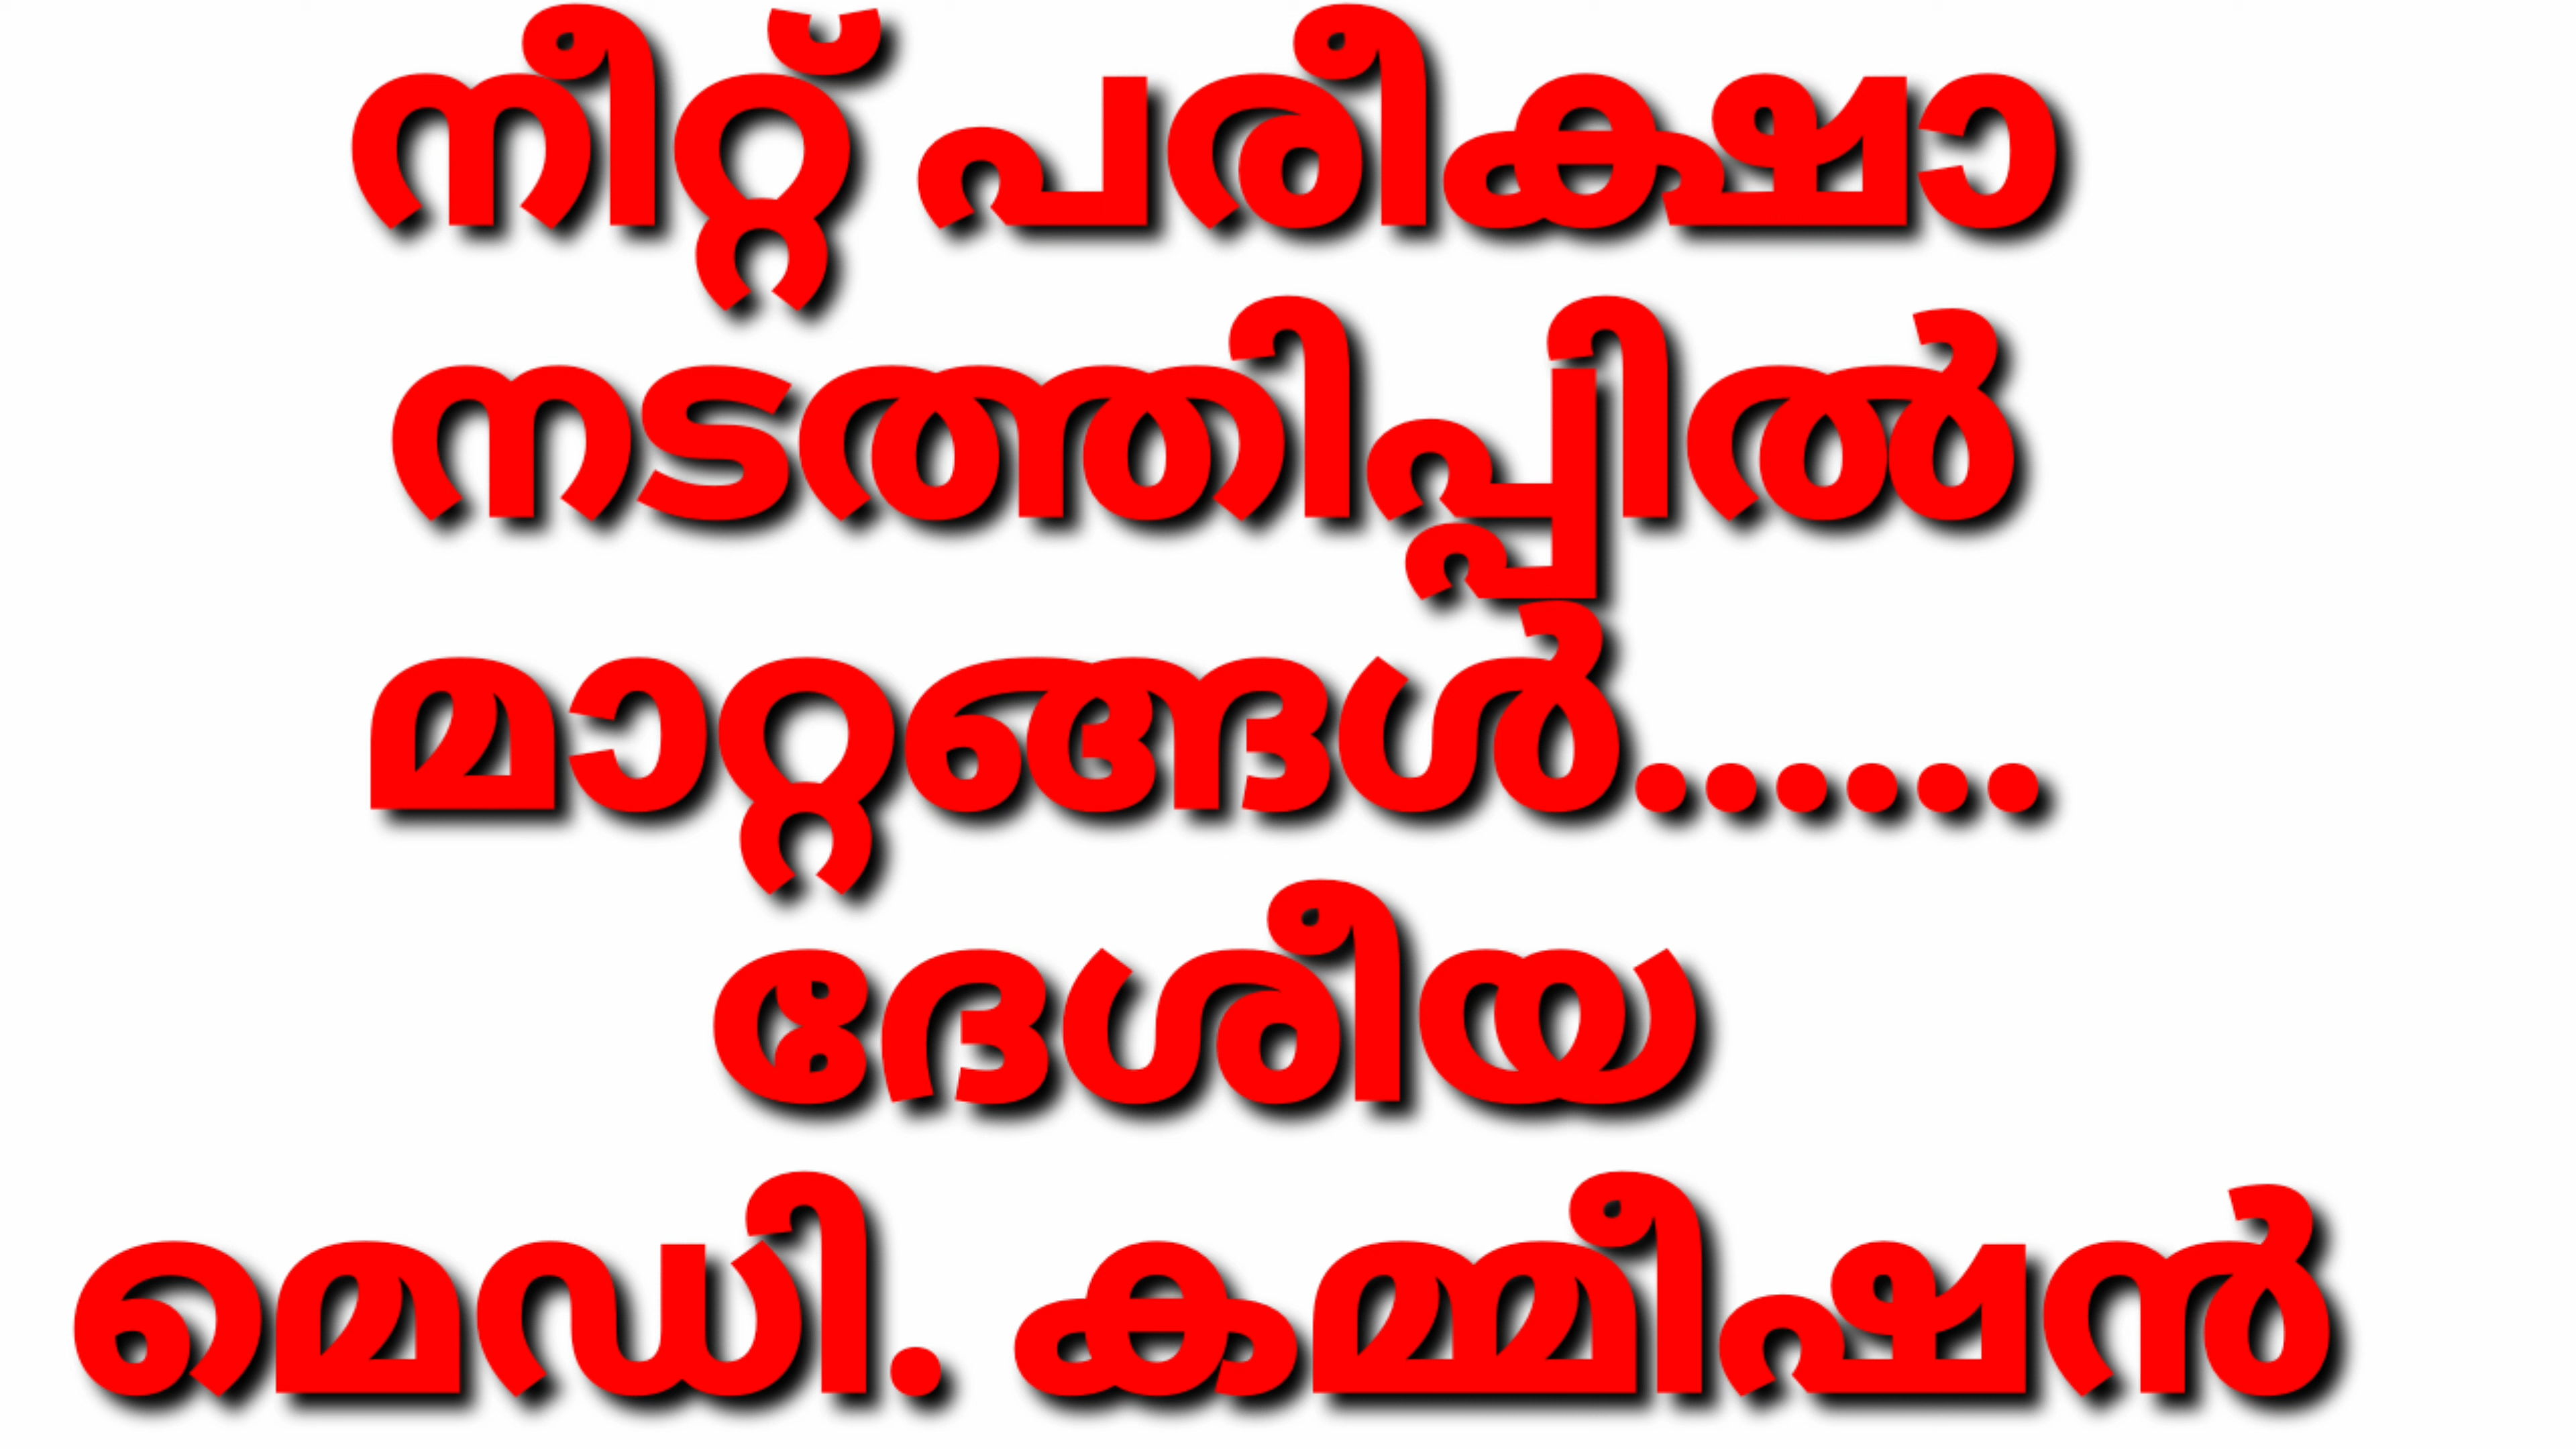 നീറ്റ് പരീക്ഷാ
നടത്തിപ്പിൽ
മാറ്റങ്ങൾ......
ദേശീയ
മെഡി. കമ്മീഷൻ